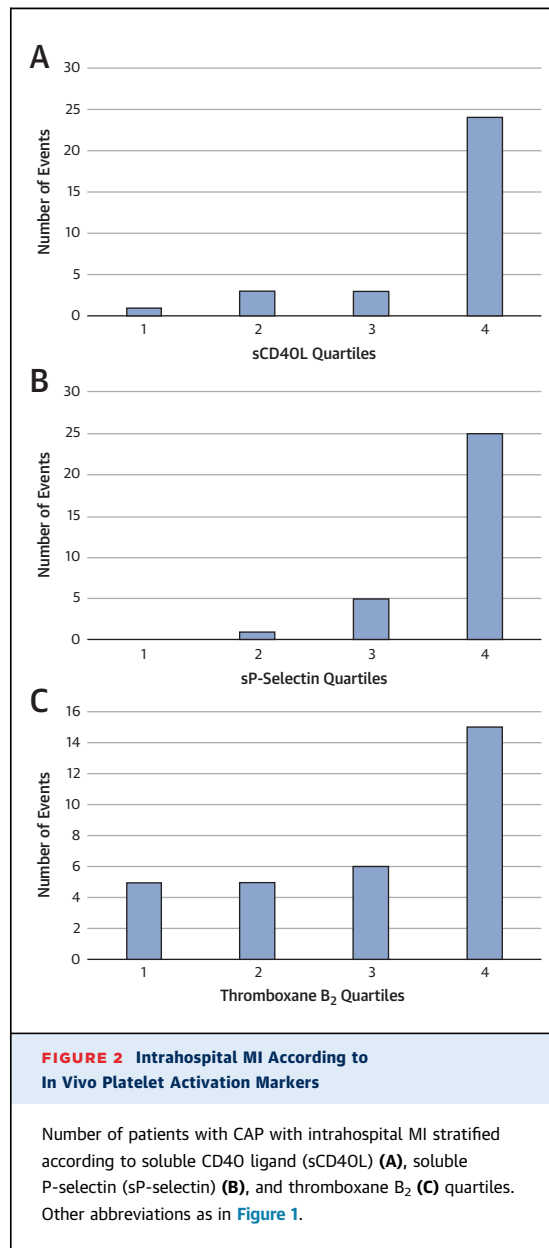 A
30
25
20
15
10
5
0
Number of Events
1 2 3 4
sCD40L Quartiles
B
30
25
20
15
10
5
0
Number of Events
1 2 3 4
sP-Selectin Quartiles
C
16
14
12
10
8
6
4
2
0
Number of Events
1 2 3 4
Thromboxane B₂ Quartiles
FIGURE 2 Intrahospital MI According to
In Vivo Platelet Activation Markers
Number of patients with CAP with intrahospital MI stratified
according to soluble CD40 ligand (sCD40L) (A), soluble
P-selectin (sP-selectin) (B), and thromboxane B₂ (C) quartiles.
Other abbreviations as in Figure 1.